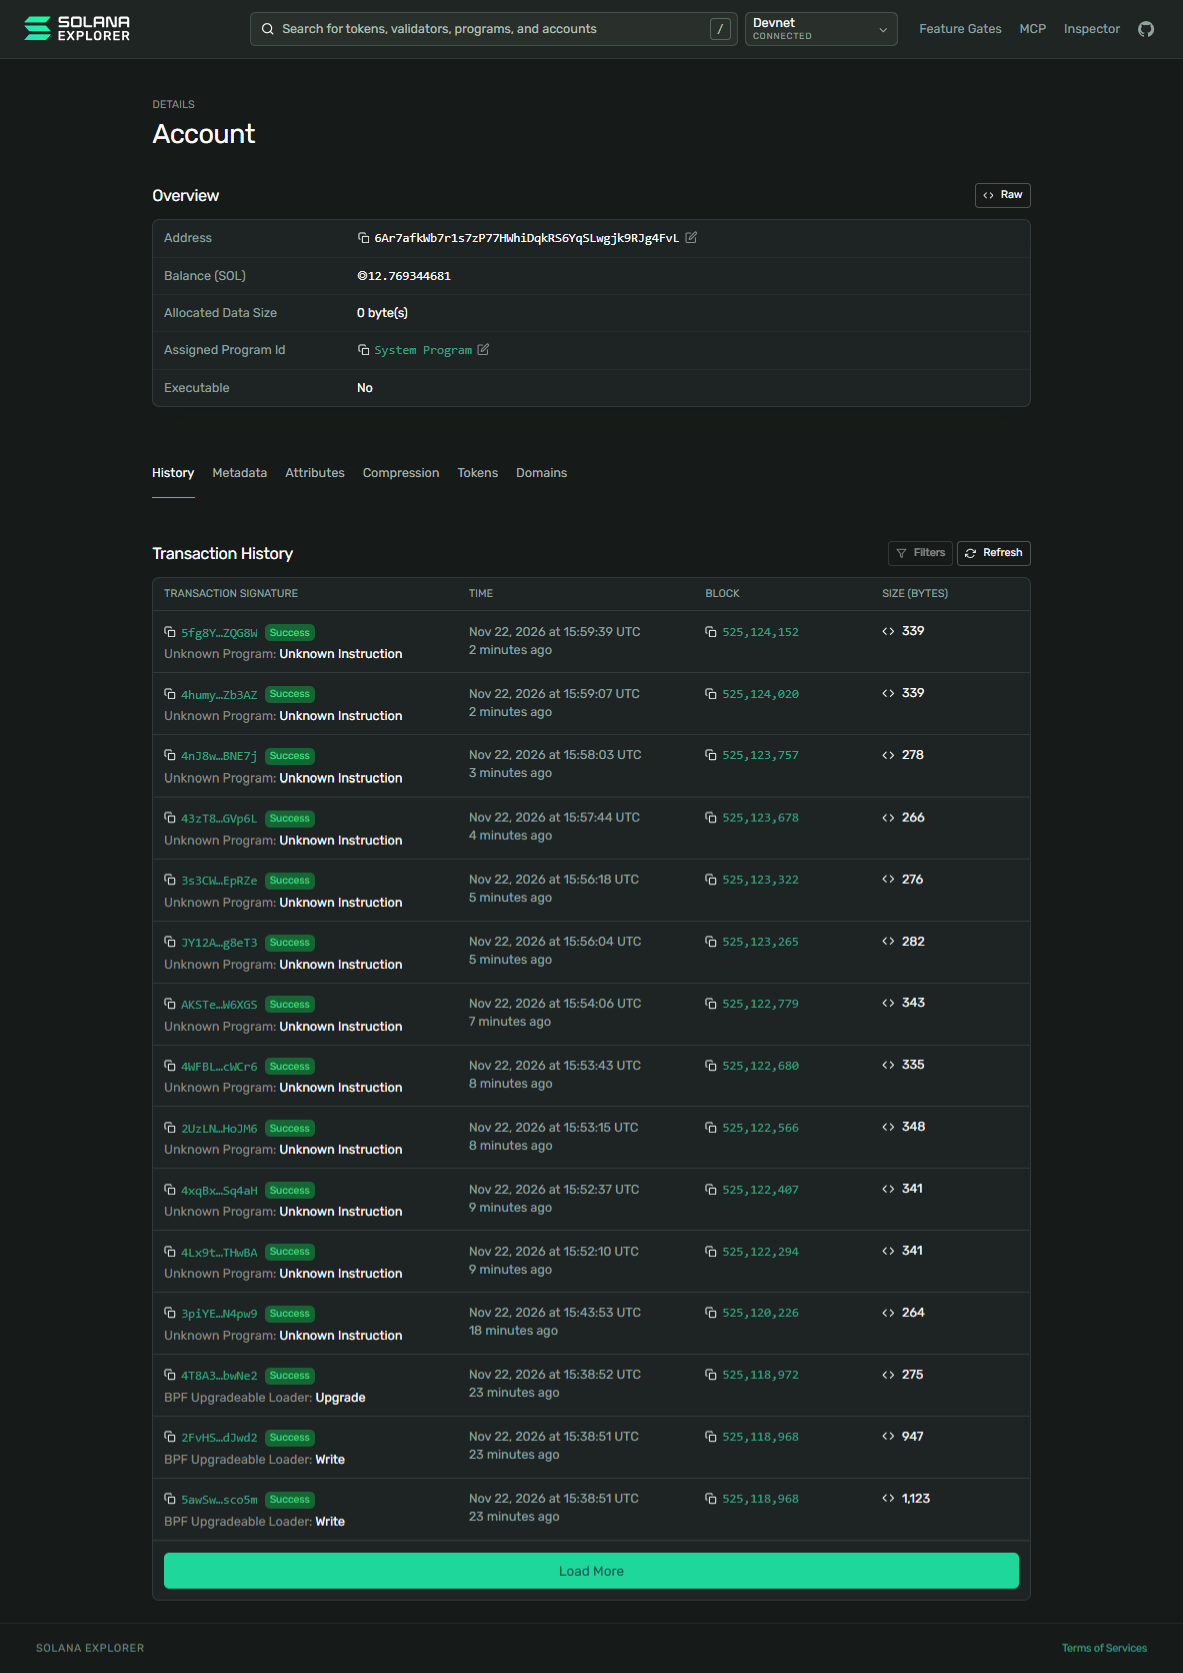 SOLANA
EXPLORER
Search for tokens, validators, programs, and accounts
/
Devnet
CONNECTED
Feature Gates
MCP
Inspector
DETAILS
Account
Overview
Raw
Address
6Ar7afkWb7r1s7zP77HWhiDqkRS6YqSLwgjk9RJg4FvL
Balance (SOL)
◎12.769344681
Allocated Data Size
0 byte(s)
Assigned Program Id
System Program
Executable
No
History
Metadata
Attributes
Compression
Tokens
Domains
Transaction History
Filters
Refresh
TRANSACTION SIGNATURE
TIME
BLOCK
SIZE (BYTES)
5fg8Y…ZQG8W Success
Unknown Program: Unknown Instruction
Nov 22, 2026 at 15:59:39 UTC
2 minutes ago
525,124,152
339
4humy…Zb3AZ Success
Unknown Program: Unknown Instruction
Nov 22, 2026 at 15:59:07 UTC
2 minutes ago
525,124,020
339
4nJ8w…BNE7j Success
Unknown Program: Unknown Instruction
Nov 22, 2026 at 15:58:03 UTC
3 minutes ago
525,123,757
278
43zT8…GVp6L Success
Unknown Program: Unknown Instruction
Nov 22, 2026 at 15:57:44 UTC
4 minutes ago
525,123,678
266
3s3CW…EpRZe Success
Unknown Program: Unknown Instruction
Nov 22, 2026 at 15:56:18 UTC
5 minutes ago
525,123,322
276
JY12A…g8eT3 Success
Unknown Program: Unknown Instruction
Nov 22, 2026 at 15:56:04 UTC
5 minutes ago
525,123,265
282
AKSTe…W6XGS Success
Unknown Program: Unknown Instruction
Nov 22, 2026 at 15:54:06 UTC
7 minutes ago
525,122,779
343
4WFBL…cWCr6 Success
Unknown Program: Unknown Instruction
Nov 22, 2026 at 15:53:43 UTC
8 minutes ago
525,122,680
335
2UzLN…HoJM6 Success
Unknown Program: Unknown Instruction
Nov 22, 2026 at 15:53:15 UTC
8 minutes ago
525,122,566
348
4xqBx…Sq4aH Success
Unknown Program: Unknown Instruction
Nov 22, 2026 at 15:52:37 UTC
9 minutes ago
525,122,407
341
4Lx9t…THwBA Success
Unknown Program: Unknown Instruction
Nov 22, 2026 at 15:52:10 UTC
9 minutes ago
525,122,294
341
3piYE…N4pw9 Success
Unknown Program: Unknown Instruction
Nov 22, 2026 at 15:43:53 UTC
18 minutes ago
525,120,226
264
4T8A3…bwNe2 Success
BPF Upgradeable Loader: Upgrade
Nov 22, 2026 at 15:38:52 UTC
23 minutes ago
525,118,972
275
2FvHS…dJwd2 Success
BPF Upgradeable Loader: Write
Nov 22, 2026 at 15:38:51 UTC
23 minutes ago
525,118,968
947
5awSw…sco5m Success
BPF Upgradeable Loader: Write
Nov 22, 2026 at 15:38:51 UTC
23 minutes ago
525,118,968
1,123
Load More
SOLANA EXPLORER
Terms of Services